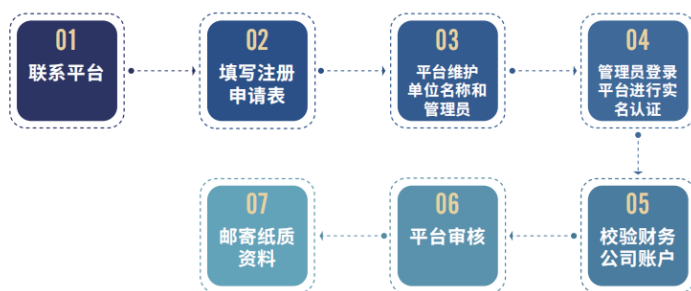 01
联系平台
02
填写注册
申请表
03
平台维护
单位名称和
管理员
04
管理员登录
平台进行实
名认证
05
校验财务
公司账户
06
平台审核
07
邮寄纸质
资料